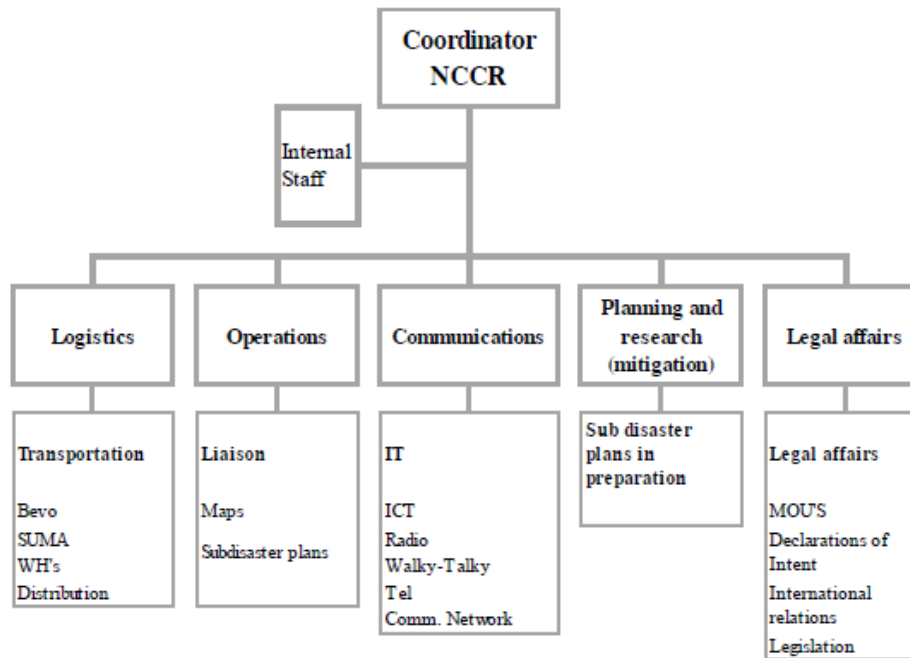 Coordinator
NCCR
Internal
Staff
Logistics
Operations
Communications
Planning and
research
(mitigation)
Legal affairs
Transportation
Bevo
SUMA
WH's
Distribution
Liaison
Maps
Subdisaster plans
IT
ICT
Radio
Walky-Talky
Tel
Comm. Network
Sub disaster
plans in
preparation
Legal affairs
MOU'S
Declarations of
Intent
International
relations
Legislation